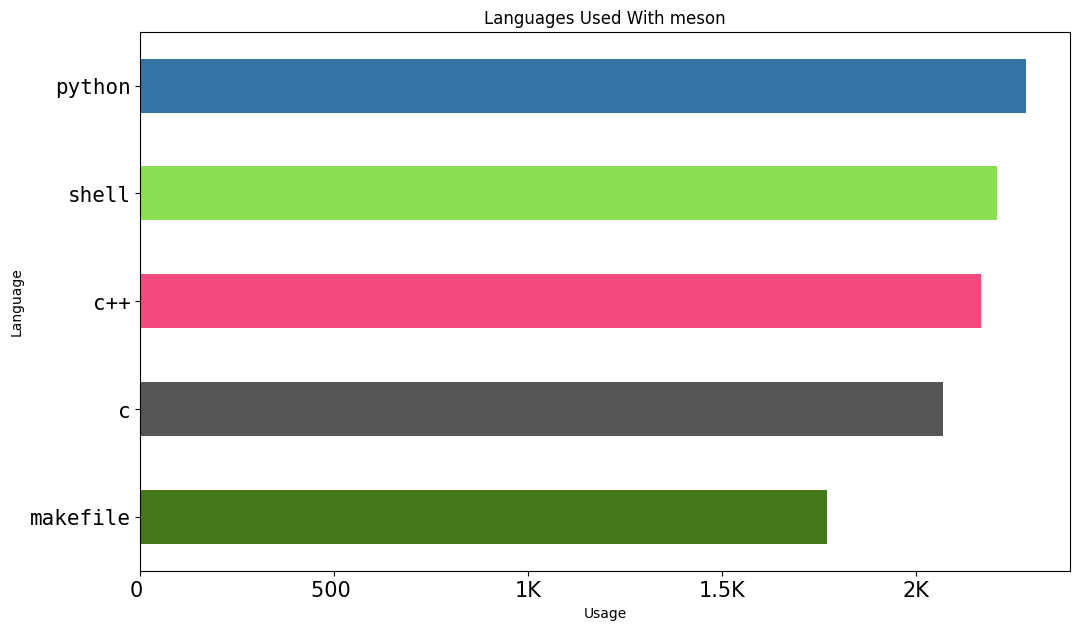 Languages Used With meson
python
shell
c++
c
makefile
Language
0 500 1K 1.5K 2K
Usage